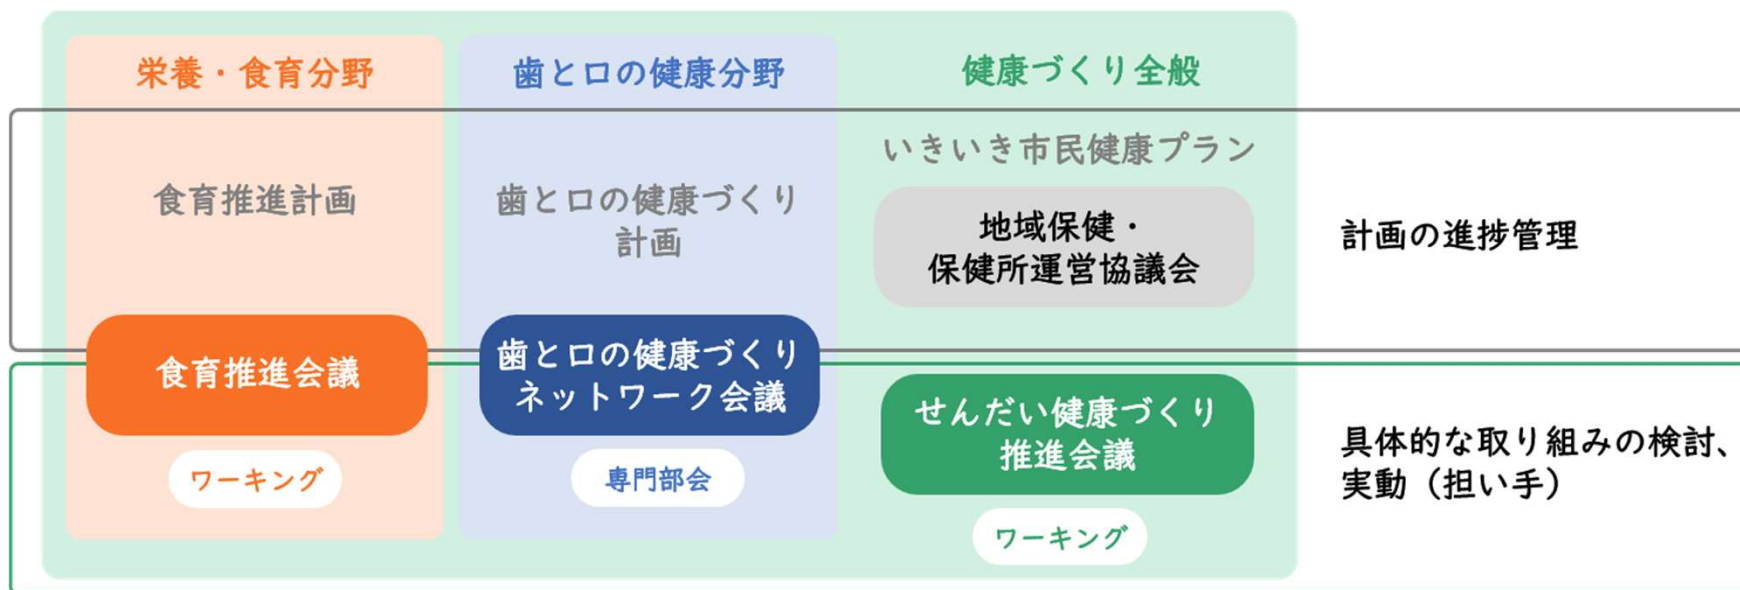 栄養・食育分野
歯と口の健康分野
健康づくり全般
食育推進計画
歯と口の健康づくり
計画
いきいき市民健康プラン
地域保健・
保健所運営協議会
計画の進捗管理
食育推進会議
歯と口の健康づくり
ネットワーク会議
せんだい健康づくり
推進会議
具体的な取り組みの検討、
実動（担い手）
ワーキング
専門部会
ワーキング